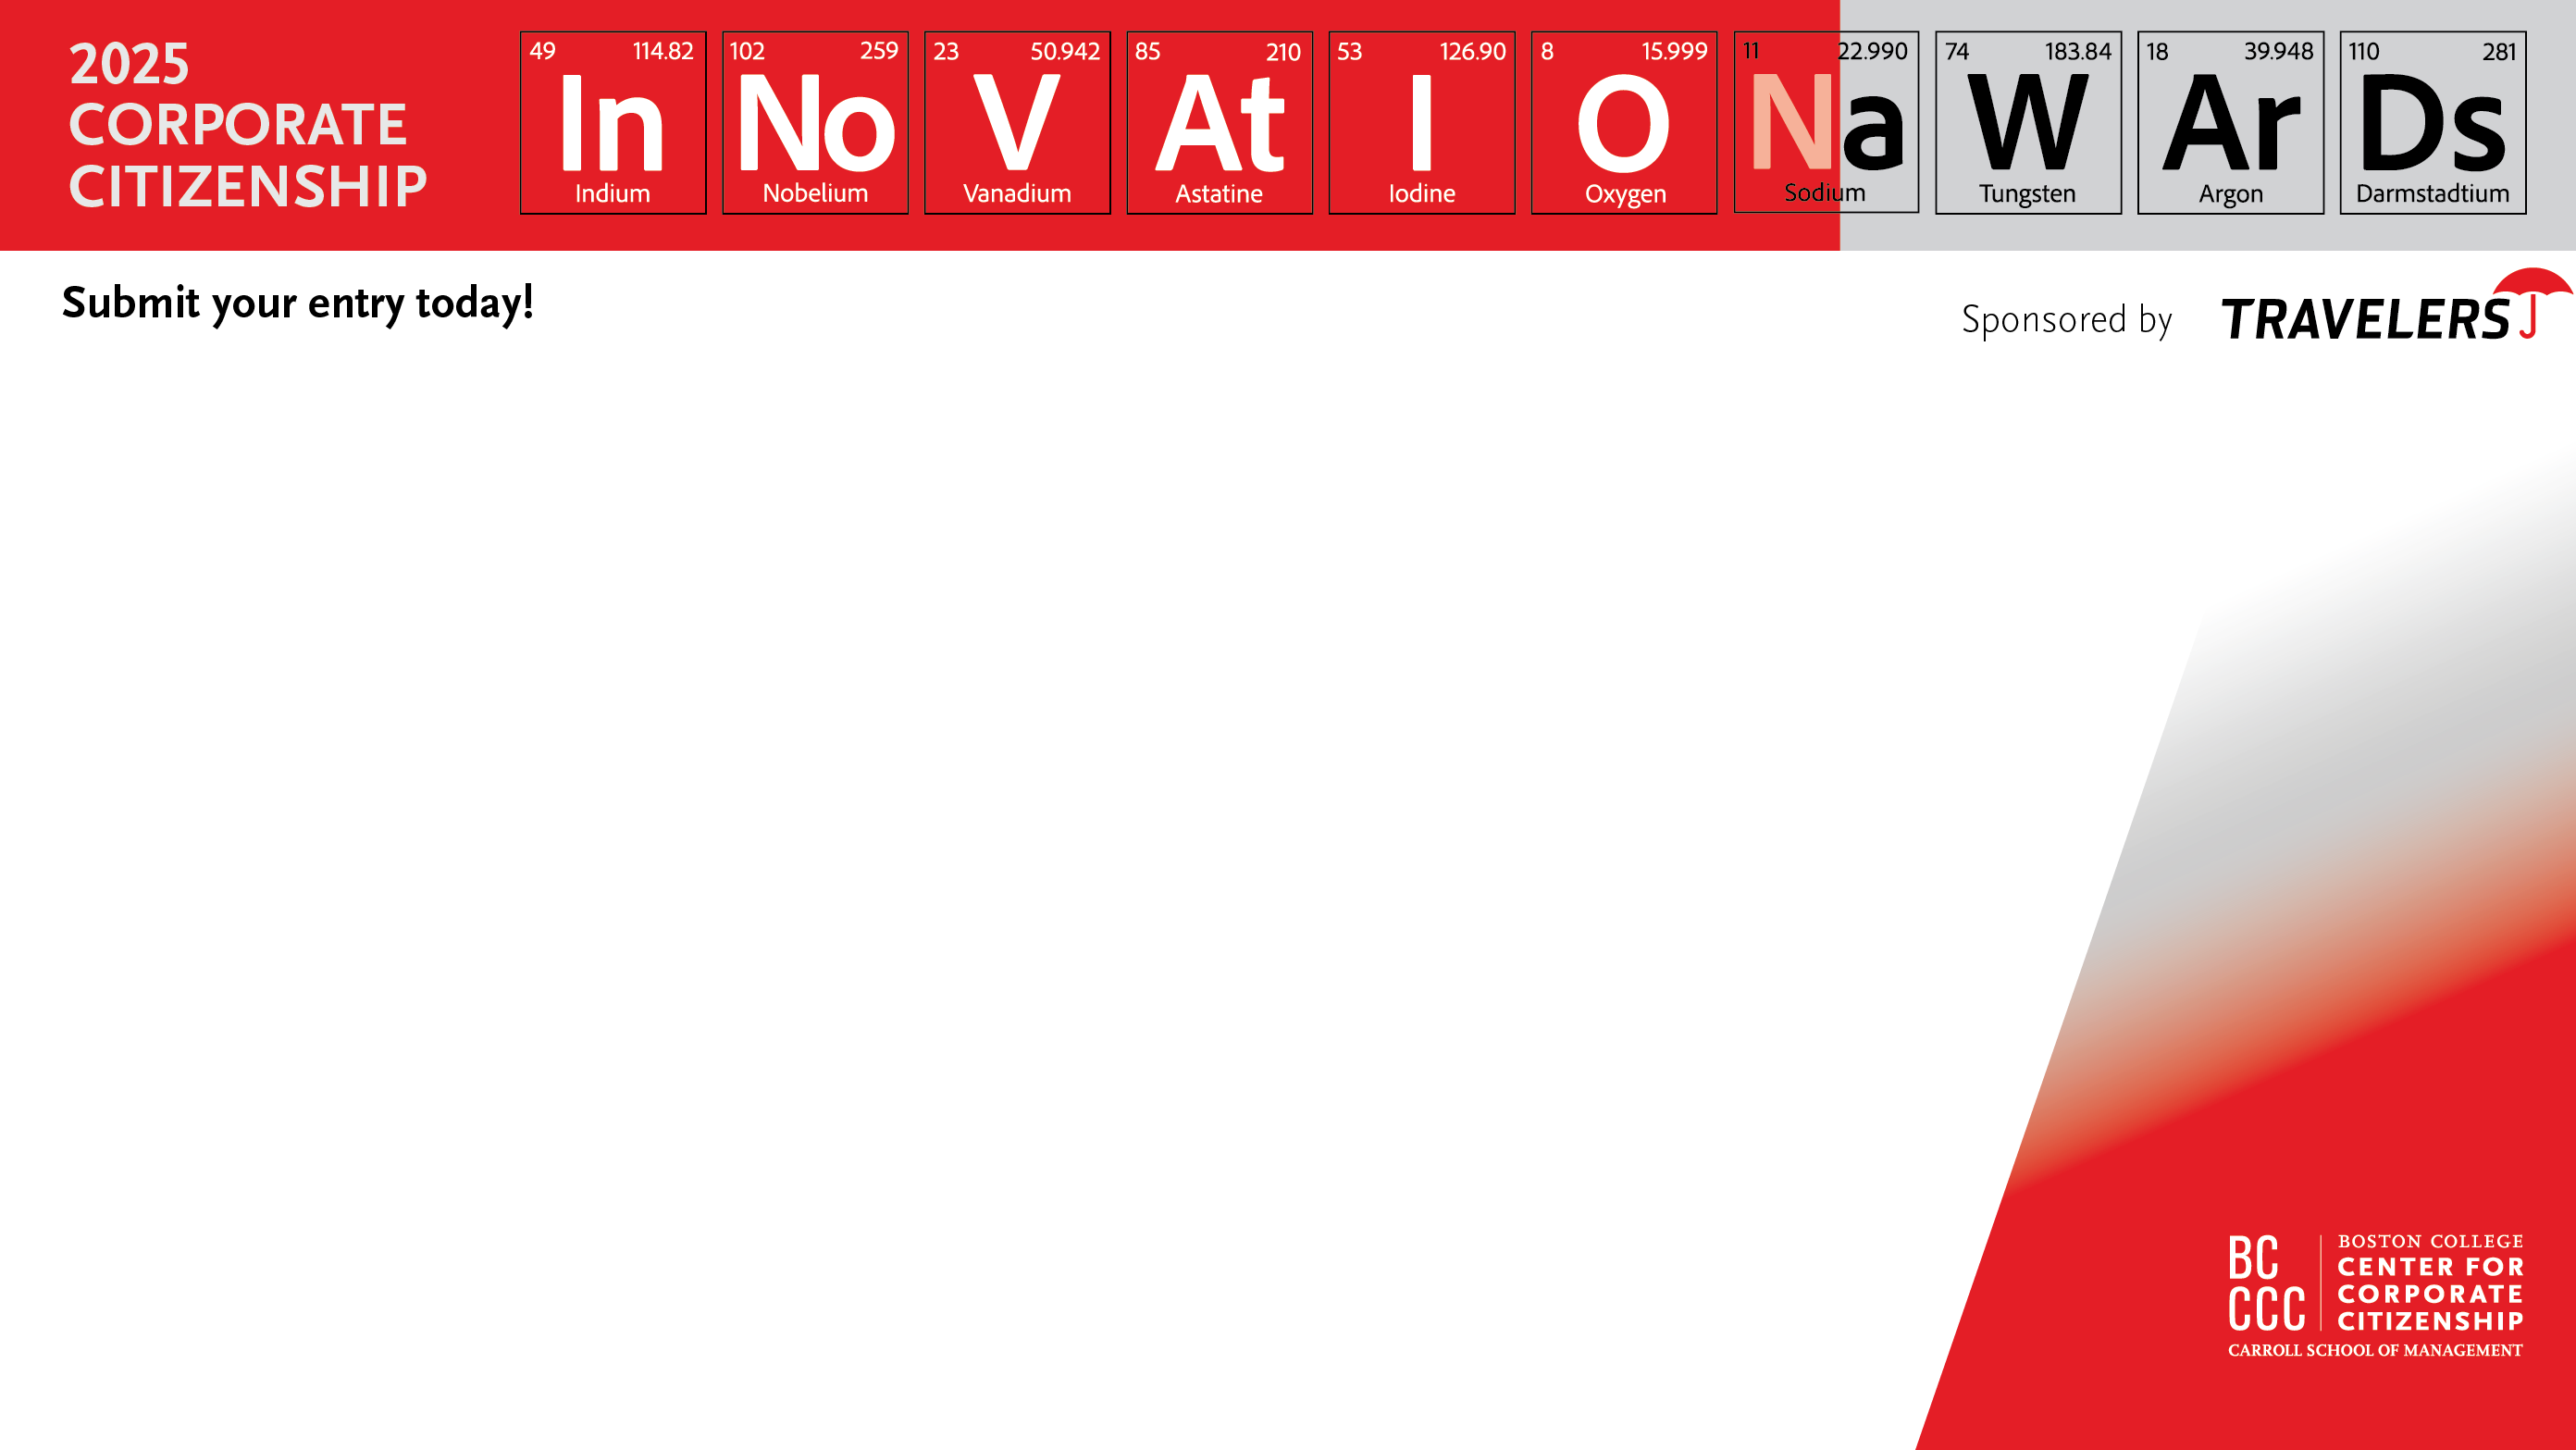 2025
CORPORATE
CITIZENSHIP
49 114.82 102 259 23 50.942 85 210 53 126.90 8 15.999 11 22.990 74 183.84 18 39.948 110 281
In No V At I O Na W Ar Ds
Indium Nobelium Vanadium Astatine Iodine Oxygen Sodium Tungsten Argon Darmstadtium
Submit your entry today!
Sponsored by TRAVELERS
BC
CCC
BOSTON COLLEGE
CENTER FOR
CORPORATE
CITIZENSHIP
CARROLL SCHOOL OF MANAGEMENT